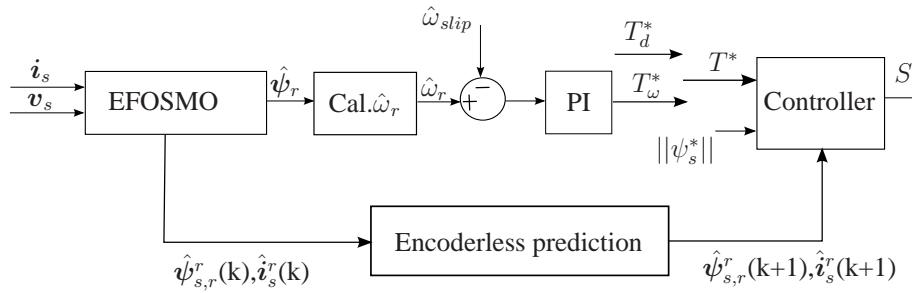 ω̂_slip
T*_d
i_s
v_s
EFOSMO
ψ̂_r
Cal.ω̂_r
ω̂_r
+
−
PI
T*_ω
T*
||ψ*_s||
Controller
S
Encoderless prediction
ψ̂^r_{s,r}(k),î^r_s(k)
ψ̂^r_{s,r}(k+1),î^r_s(k+1)